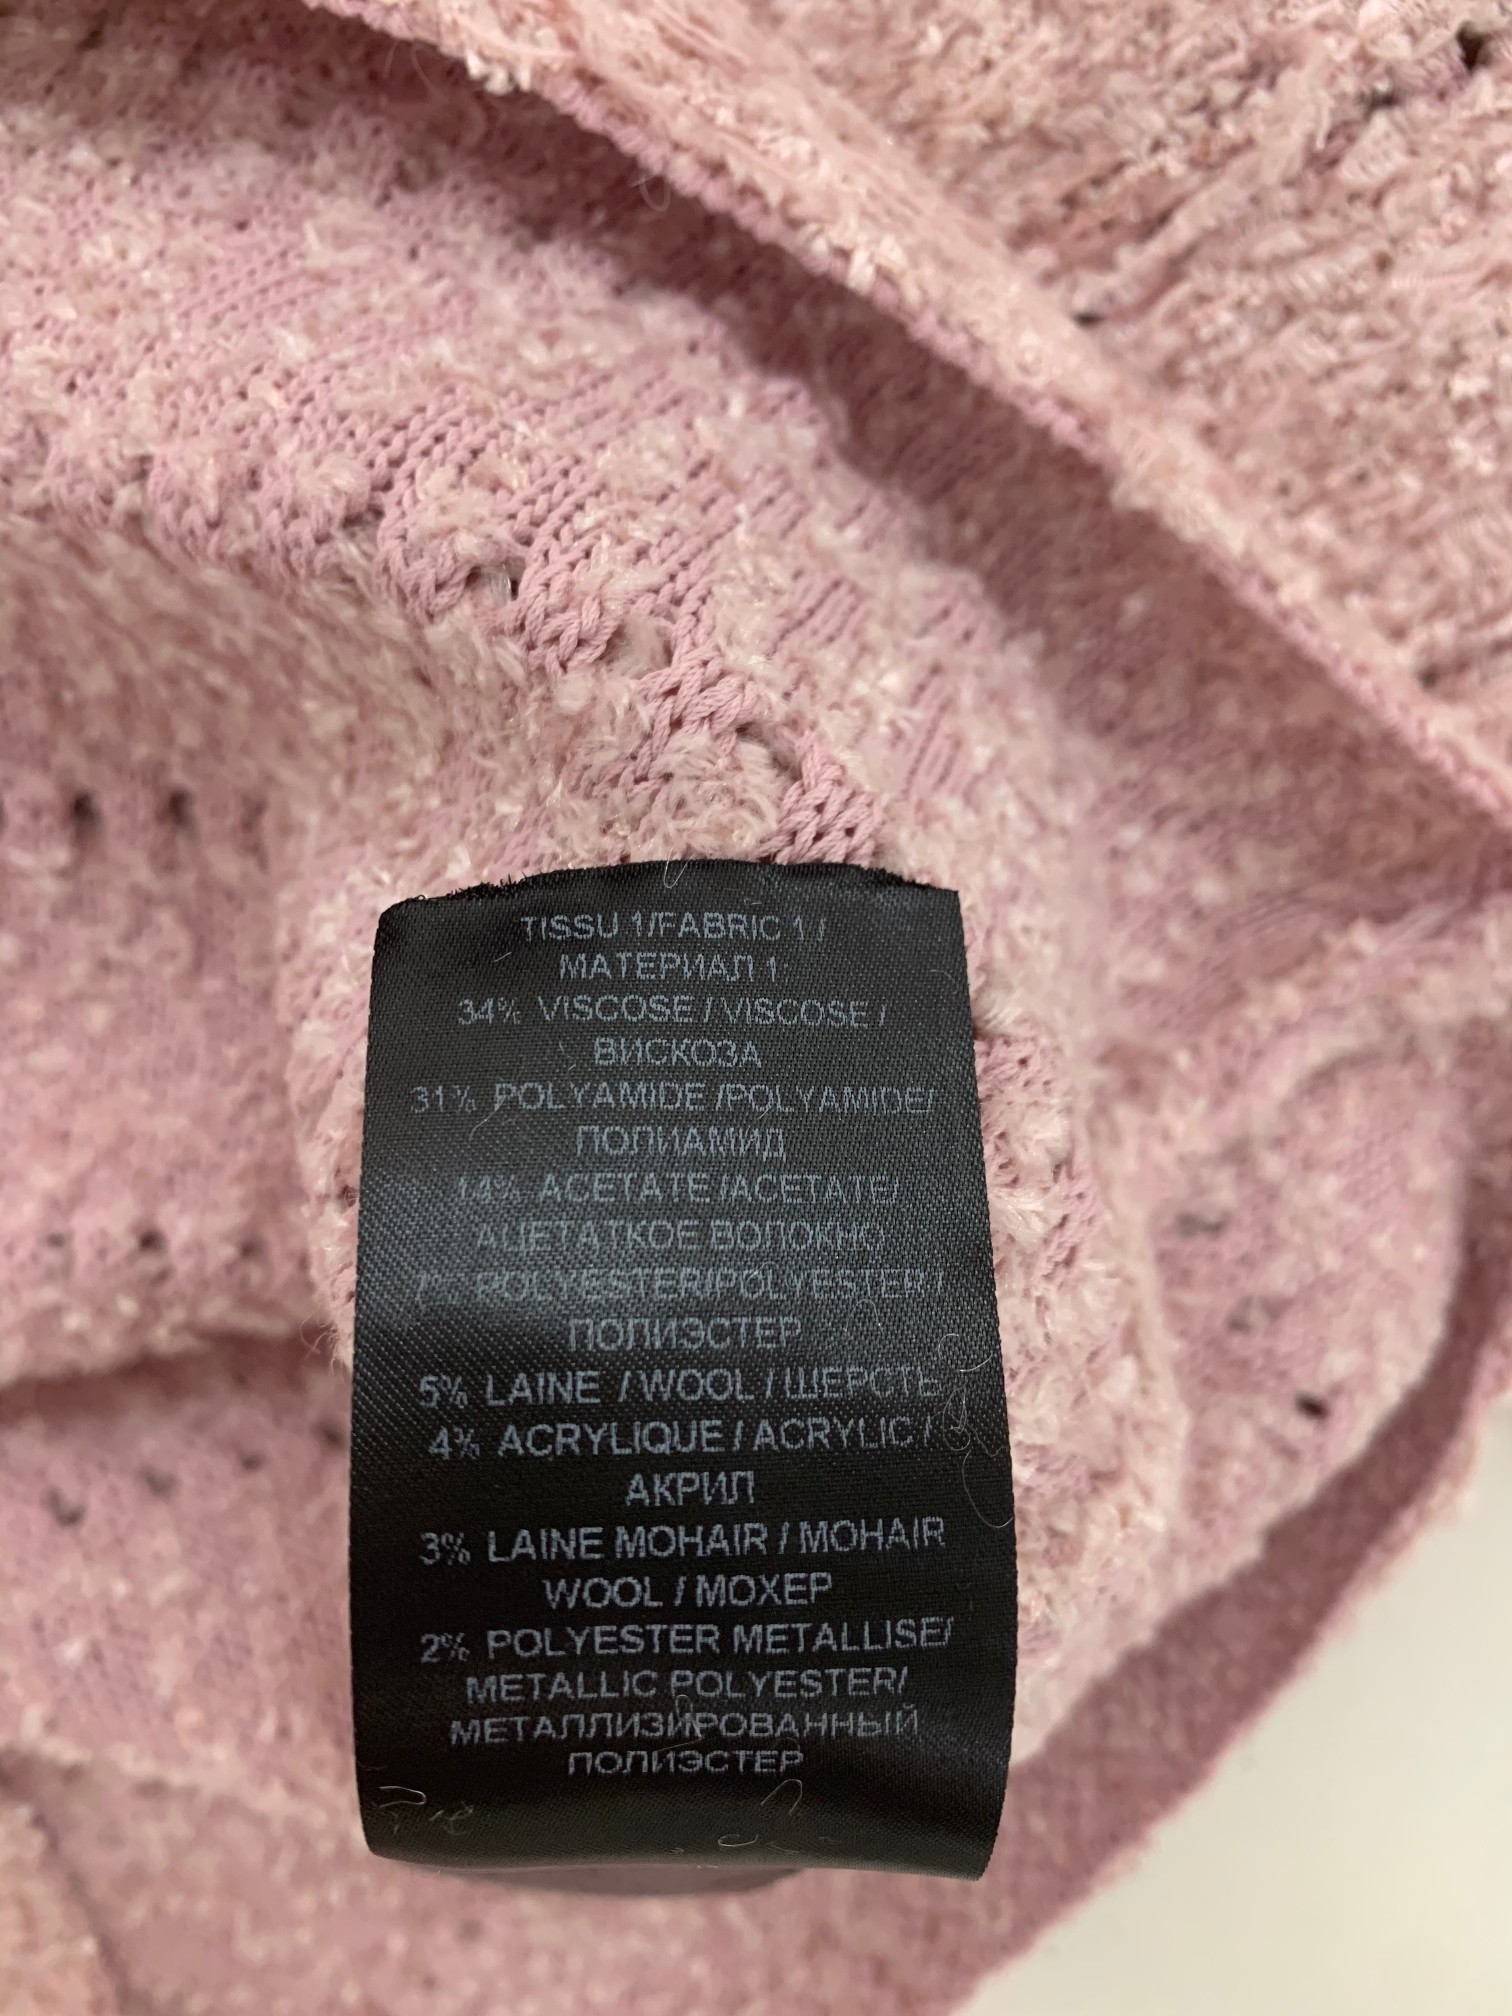 TISSU 1/FABRIC 1 /
МАТЕРИАЛ 1:
34% VISCOSE / VISCOSE /
ВИСКОЗА
31% POLYAMIDE /POLYAMIDE/
ПОЛИАМИД
14% ACETATE /ACETATE/
АЦЕТАТКОЕ ВОЛОКНО
7% POLYESTER/POLYESTER /
ПОЛИЭСТЕР
5% LAINE / WOOL / ШЕРСТЬ
4% ACRYLIQUE / ACRYLIC /
АКРИЛ
3% LAINE MOHAIR / MOHAIR
WOOL / МОХЕР
2% POLYESTER METALLISE/
METALLIC POLYESTER/
МЕТАЛЛИЗИРОВАННЫЙ
ПОЛИЭСТЕР